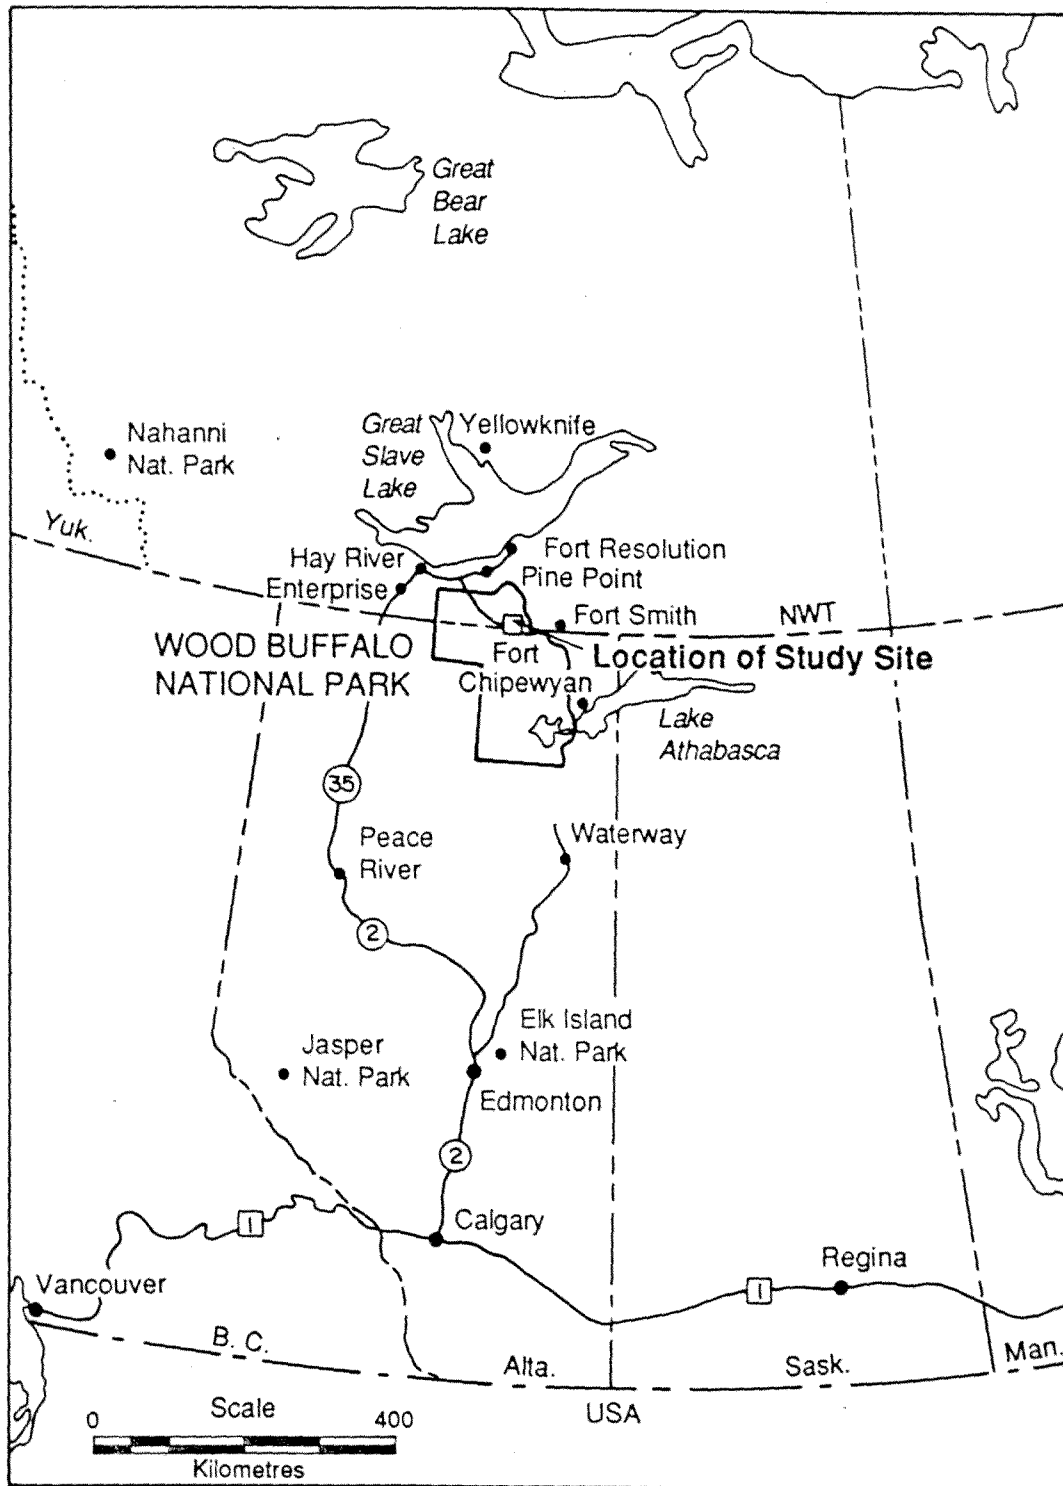 Great
Bear
Lake
Nahanni
Nat. Park
Great
Slave
Lake
Yellowknife
Yuk.
Hay River
Fort Resolution
Pine Point
Enterprise
Fort Smith
NWT
WOOD BUFFALO
NATIONAL PARK
Fort
Chipewyan
Location of Study Site
Lake
Athabasca
35
Peace
River
Waterway
2
Elk Island
Nat. Park
Jasper
Nat. Park
Edmonton
2
Calgary
1
Regina
1
Vancouver
B. C.
Alta.
Sask.
Man.
USA
Scale
0 400
Kilometres